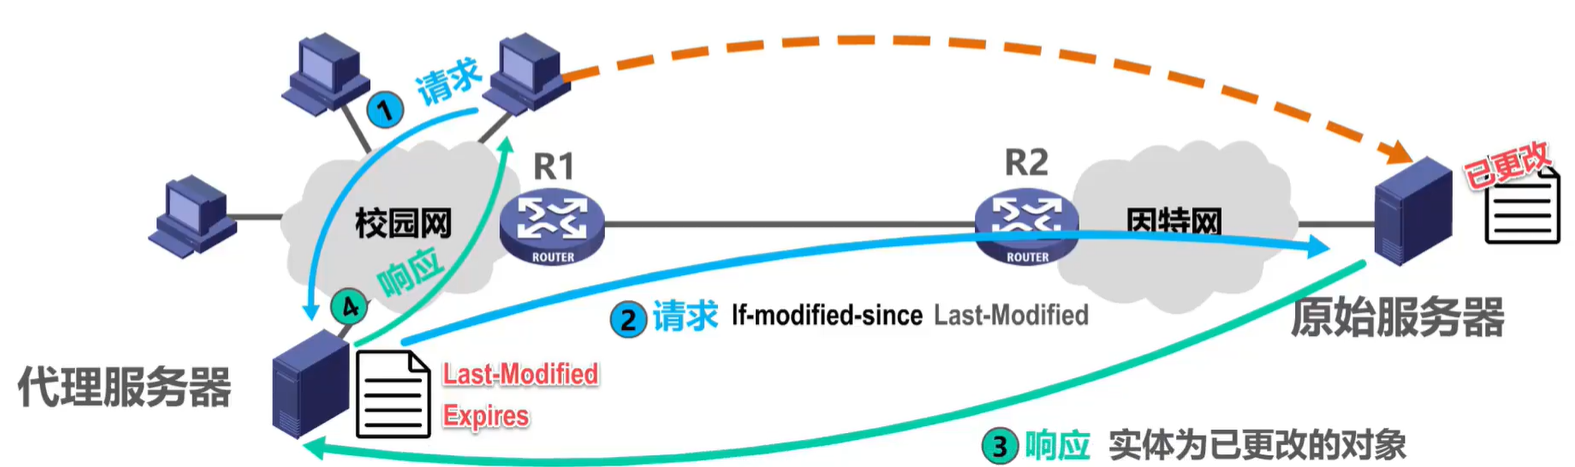 1 请求
R1
R2
已更改
校园网
因特网
ROUTER
ROUTER
4 响应
2 请求 If-modified-since Last-Modified
原始服务器
代理服务器
Last-Modified
Expires
3 响应 实体为已更改的对象